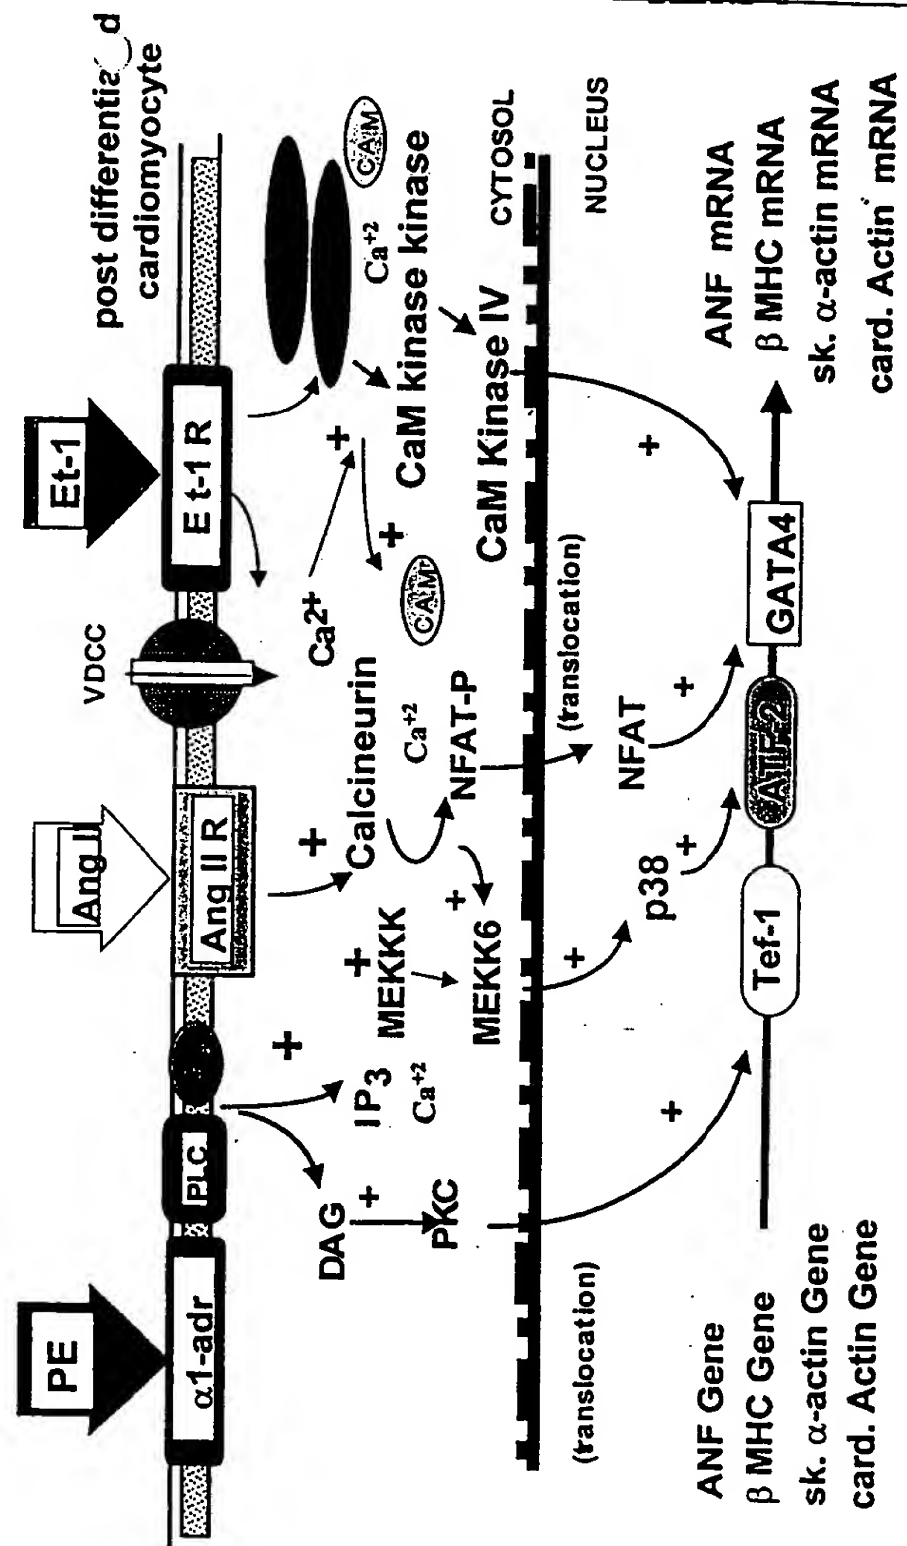 post differentia d
cardiomyocyte
PE
Ang II
Et-1
VDCC
α1-adr
PLC
Ang II R
Et-1 R
+
+
+
+
DAG
IP3
Ca+2
+
MEKKK
Calcineurin
Ca2+
+
CAM
Ca+2
CaM kinase kinase
+
PKC
+
MEKK6
Ca+2
NFAT-P
CAM
CaM Kinase IV
CYTOSOL
NUCLEUS
(translocation)
(translocation)
+
+
p38
+
NFAT
+
+
Tef-1
ATF-2
GATA4
ANF Gene
β MHC Gene
sk. α-actin Gene
card. Actin Gene
ANF mRNA
β MHC mRNA
sk. α-actin mRNA
card. Actin mRNA